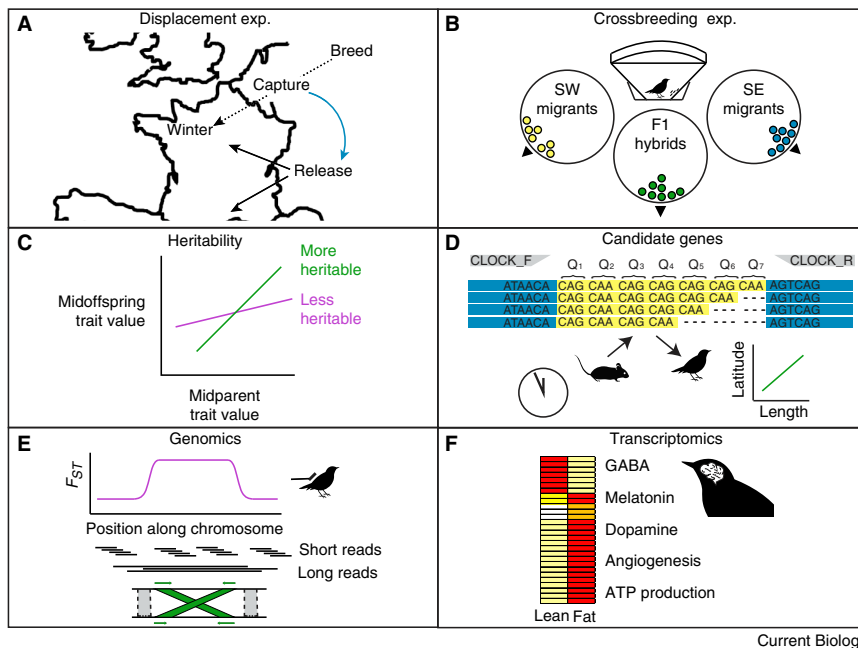 A
Displacement exp.
Breed
Capture
Winter
Release
B
Crossbreeding exp.
SW
migrants
SE
migrants
F1
hybrids
C
Heritability
More
heritable
Less
heritable
Midoffspring
trait value
Midparent
trait value
D
Candidate genes
CLOCK_F
Q1 Q2 Q3 Q4 Q5 Q6 Q7
CLOCK_R
ATAACA CAG CAA CAG CAG CAG CAG CAA AGTCAG
ATAACA CAG CAA CAG CAG CAG CAA - - - AGTCAG
ATAACA CAG CAA CAG CAG CAA - - - - - - AGTCAG
ATAACA CAG CAA CAG CAA - - - - - - - - - AGTCAG
Latitude
Length
E
Genomics
FST
Position along chromosome
Short reads
Long reads
F
Transcriptomics
GABA
Melatonin
Dopamine
Angiogenesis
ATP production
Lean Fat
Current Biolog